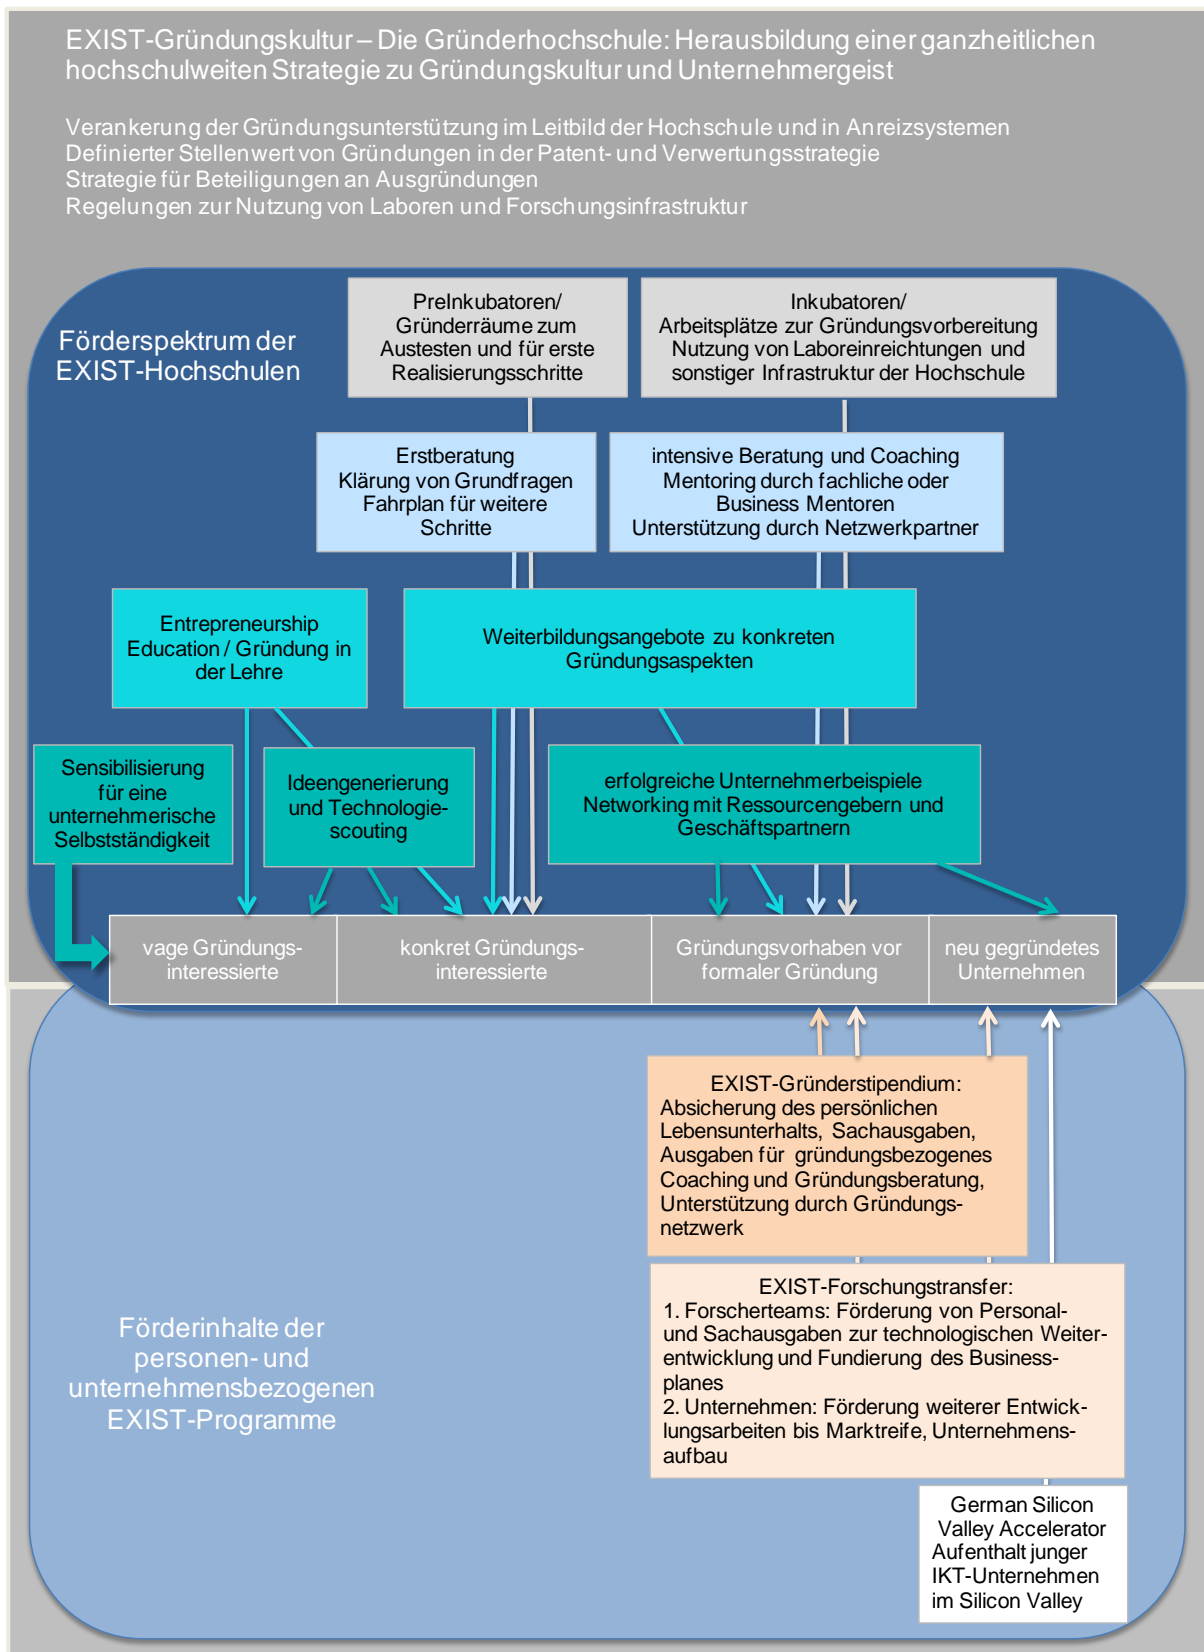 EXIST-Gründungskultur – Die Gründerhochschule: Herausbildung einer ganzheitlichen
hochschulweiten Strategie zu Gründungskultur und Unternehmergeist
Verankerung der Gründungsunterstützung im Leitbild der Hochschule und in Anreizsystemen
Definierter Stellenwert von Gründungen in der Patent- und Verwertungsstrategie
Strategie für Beteiligungen an Ausgründungen
Regelungen zur Nutzung von Laboren und Forschungsinfrastruktur
Förderspektrum der
EXIST-Hochschulen
PreInkubatoren/
Gründerräume zum
Austesten und für erste
Realisierungsschritte
Inkubatoren/
Arbeitsplätze zur Gründungsvorbereitung
Nutzung von Laboreinreichtungen und
sonstiger Infrastruktur der Hochschule
Erstberatung
Klärung von Grundfragen
Fahrplan für weitere
Schritte
intensive Beratung und Coaching
Mentoring durch fachliche oder
Business Mentoren
Unterstützung durch Netzwerkpartner
Entrepreneurship
Education / Gründung in
der Lehre
Weiterbildungsangebote zu konkreten
Gründungsaspekten
Sensibilisierung
für eine
unternehmerische
Selbstständigkeit
Ideengenerierung
und Technologie-
scouting
erfolgreiche Unternehmerbeispiele
Networking mit Ressourcengebern und
Geschäftspartnern
vage Gründungs-
interessierte
konkret Gründungs-
interessierte
Gründungsvorhaben vor
formaler Gründung
neu gegründetes
Unternehmen
EXIST-Gründerstipendium:
Absicherung des persönlichen
Lebensunterhalts, Sachausgaben,
Ausgaben für gründungsbezogenes
Coaching und Gründungsberatung,
Unterstützung durch Gründungs-
netzwerk
Förderinhalte der
personen- und
unternehmensbezogenen
EXIST-Programme
EXIST-Forschungstransfer:
1. Forscherteams: Förderung von Personal-
und Sachausgaben zur technologischen Weiter-
entwicklung und Fundierung des Business-
planes
2. Unternehmen: Förderung weiterer Entwick-
lungsarbeiten bis Marktreife, Unternehmens-
aufbau
German Silicon
Valley Accelerator
Aufenthalt junger
IKT-Unternehmen
im Silicon Valley